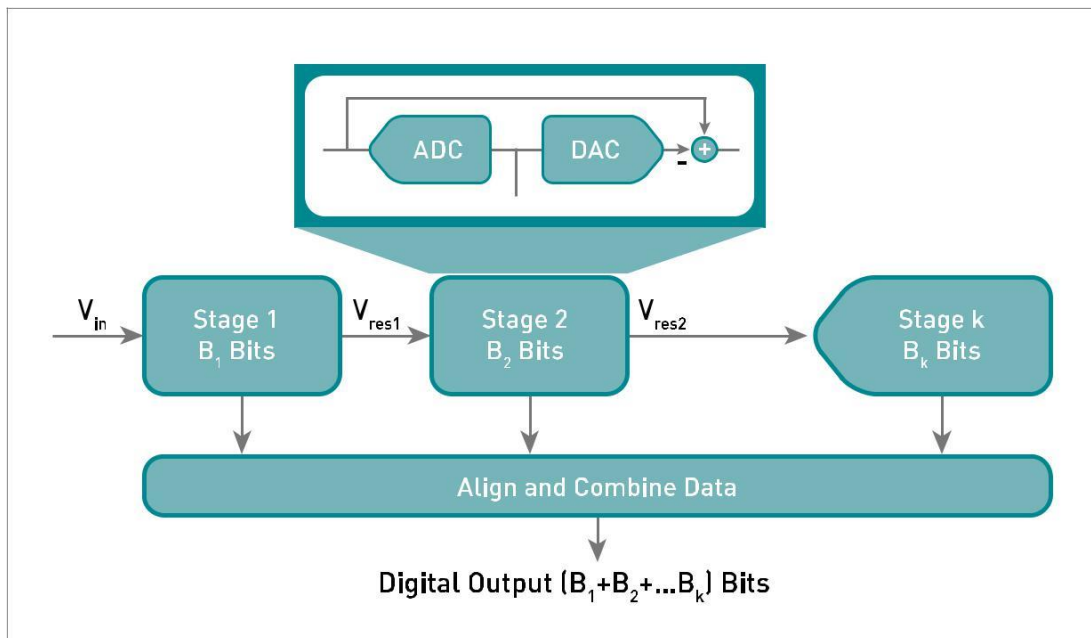 ADC
DAC
-
+
V_in
Stage 1
B_1 Bits
V_res1
Stage 2
B_2 Bits
V_res2
Stage k
B_k Bits
Align and Combine Data
Digital Output (B_1+B_2+...B_k) Bits